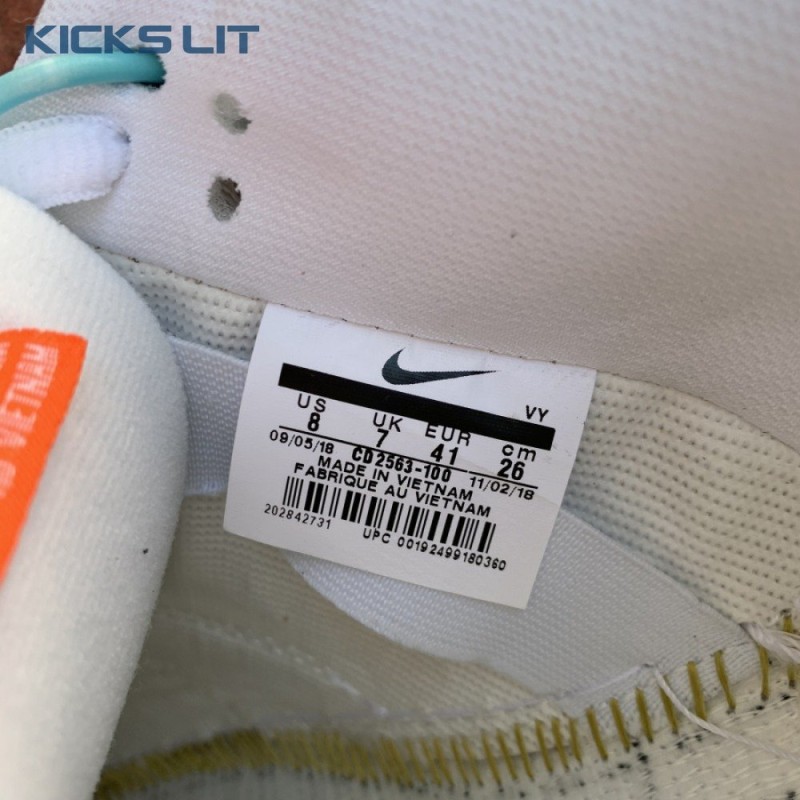 KICKS LIT
VIETNAM
VY
US UK EUR cm
8 7 41 26
09/05/18 CD2563-100 11/02/18
MADE IN VIETNAM
FABRIQUE AU VIETNAM
202842731
UPC 00192499180360